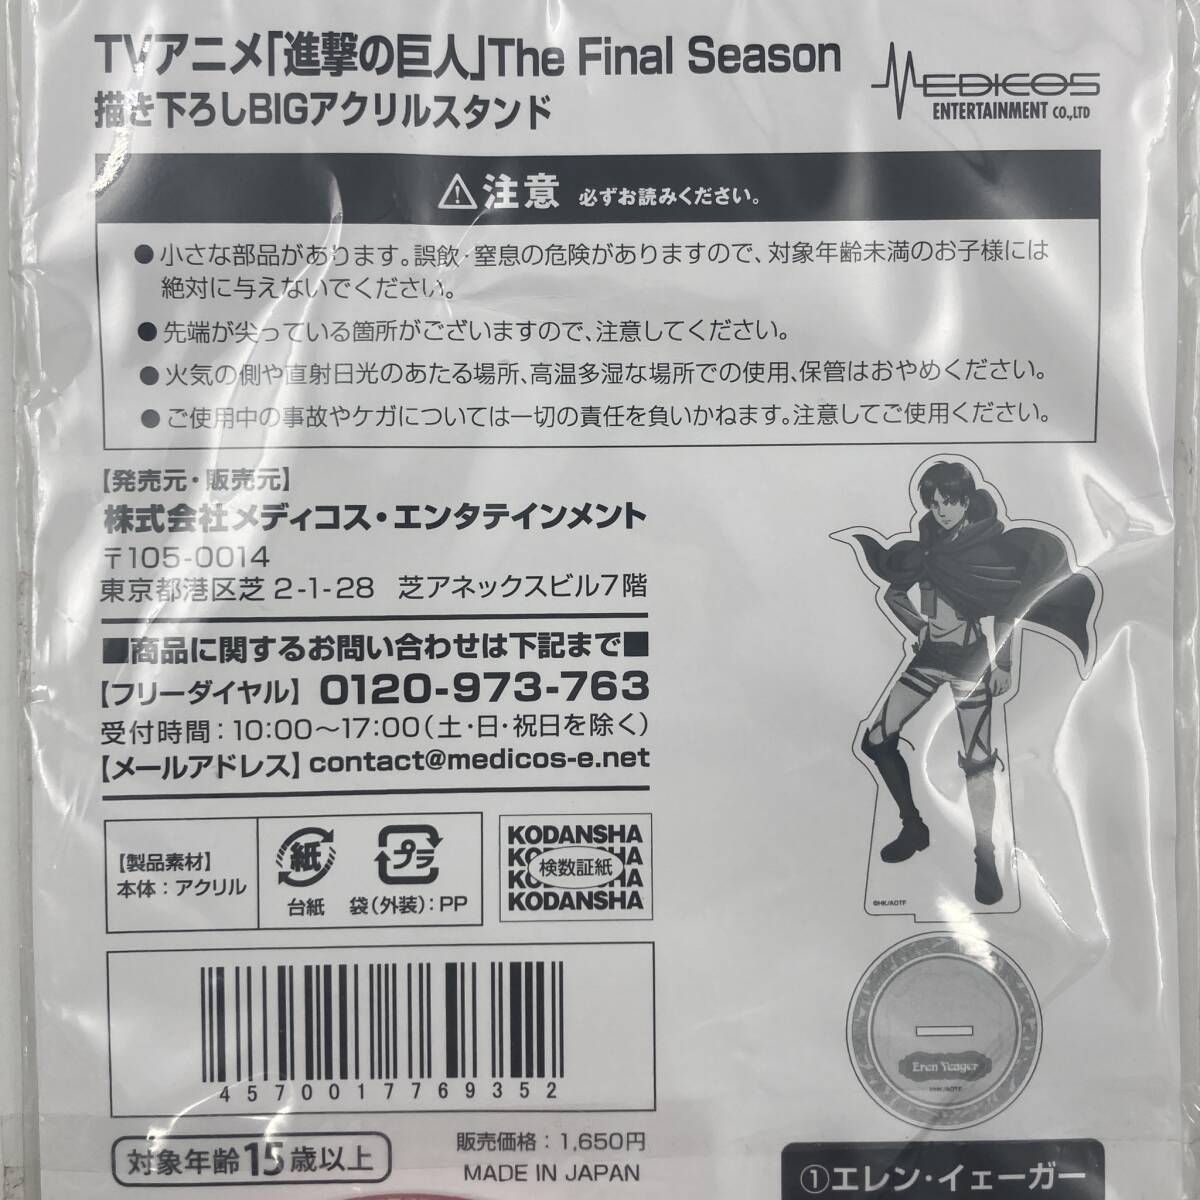 TVアニメ「進撃の巨人」The Final Season
描き下ろしBIGアクリルスタンド
MEDICOS
ENTERTAINMENT CO.,LTD
注意 必ずお読みください。
●小さな部品があります。誤飲・窒息の危険がありますので、対象年齢未満のお子様には
絶対に与えないでください。
●先端が尖っている箇所がございますので、注意してください。
●火気の側や直射日光のあたる場所、高温多湿な場所での使用、保管はおやめください。
●ご使用中の事故やケガについては一切の責任を負いかねます。注意してご使用ください。
【発売元・販売元】
株式会社メディコス・エンタテインメント
〒105-0014
東京都港区芝2-1-28 芝アネックスビル7階
■商品に関するお問い合わせは下記まで■
【フリーダイヤル】 0120-973-763
受付時間：10:00〜17:00（土・日・祝日を除く）
【メールアドレス】contact@medicos-e.net
【製品素材】
本体：アクリル
紙
台紙
プラ
袋（外装）：PP
KODANSHA
KODANSHA
検数証紙
KODANSHA
KODANSHA
©HK/AOTF
Eren Yeager
©HK/AOTF
4570017769352
対象年齢15歳以上
販売価格：1,650円
MADE IN JAPAN
①エレン・イェーガー